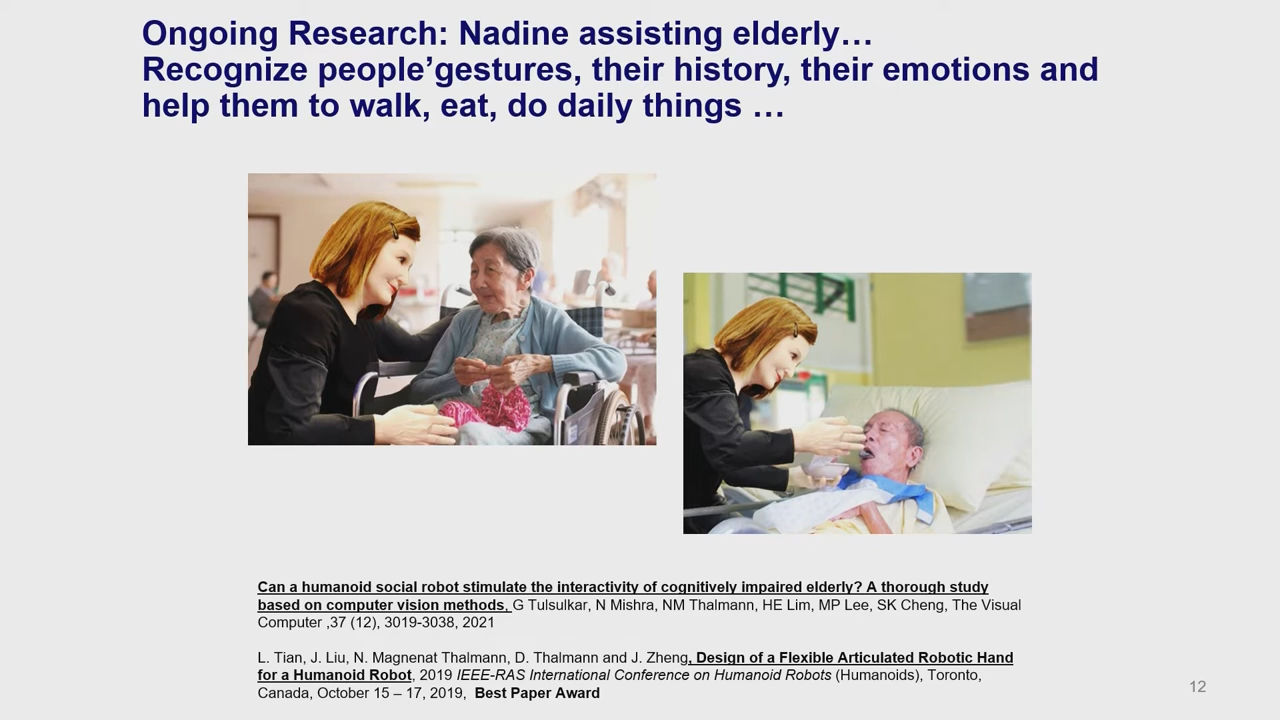 Ongoing Research: Nadine assisting elderly…
Recognize people’gestures, their history, their emotions and
help them to walk, eat, do daily things …
Can a humanoid social robot stimulate the interactivity of cognitively impaired elderly? A thorough study
based on computer vision methods, G Tulsulkar, N Mishra, NM Thalmann, HE Lim, MP Lee, SK Cheng, The Visual
Computer ,37 (12), 3019-3038, 2021
L. Tian, J. Liu, N. Magnenat Thalmann, D. Thalmann and J. Zheng, Design of a Flexible Articulated Robotic Hand
for a Humanoid Robot, 2019 IEEE-RAS International Conference on Humanoid Robots (Humanoids), Toronto,
Canada, October 15 – 17, 2019, Best Paper Award
12